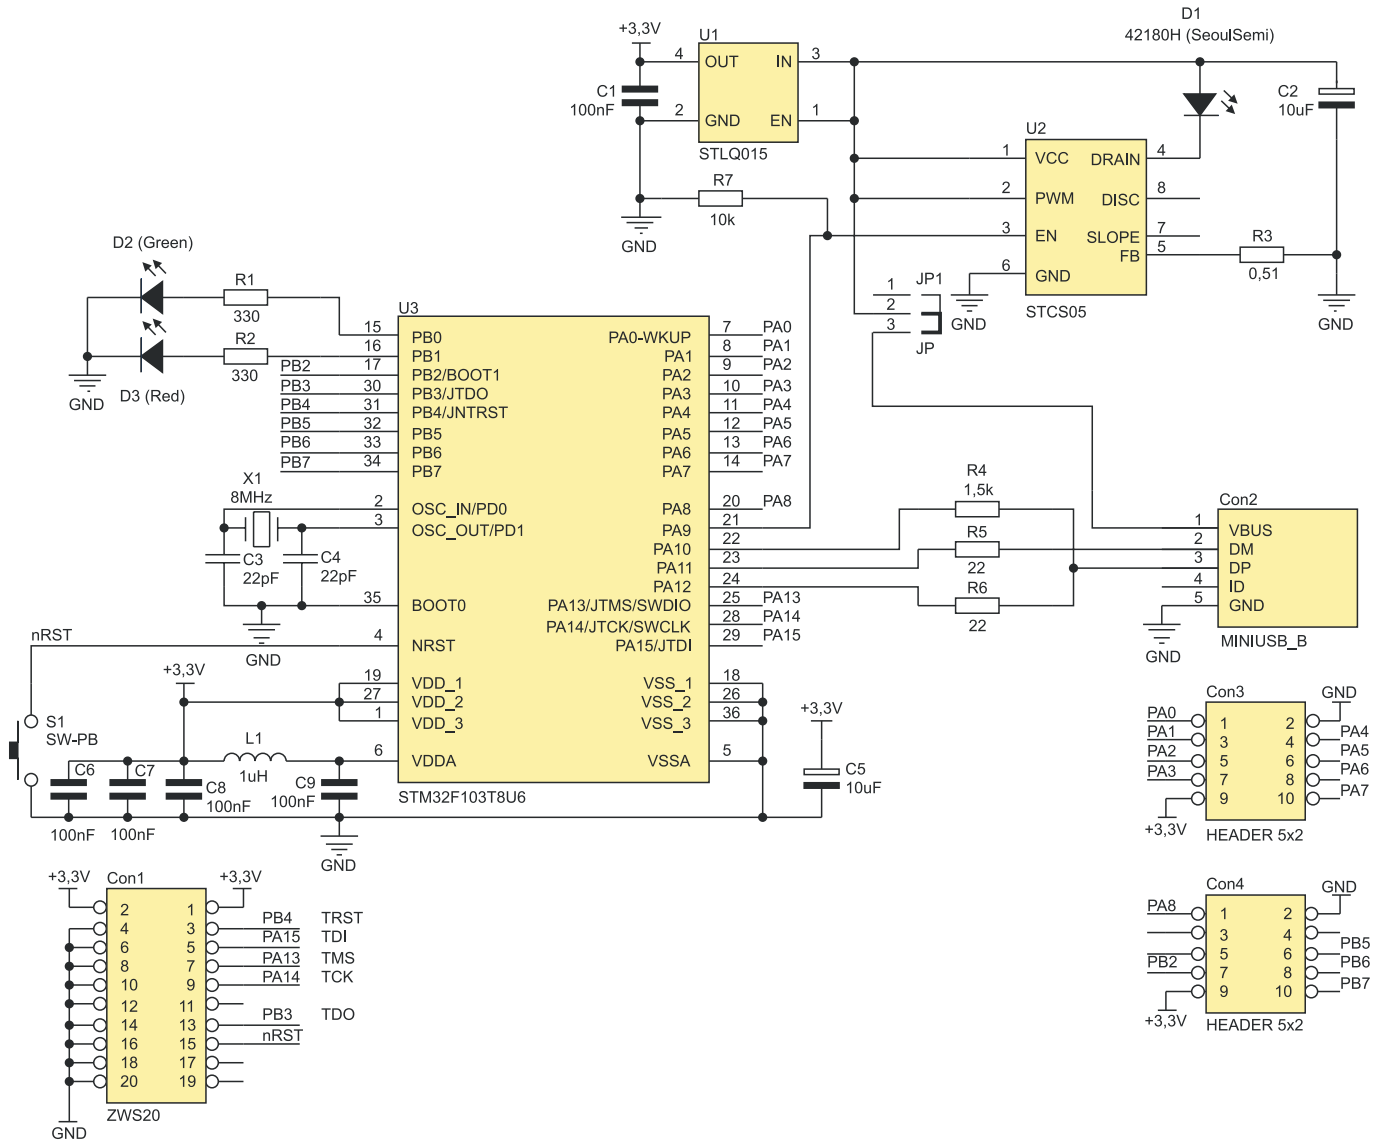 +3,3V
U1
4
OUT
IN
3
C1
100nF
2
GND
EN
1
STLQ015
D1
42180H (SeoulSemi)
C2
10uF
U2
1
VCC
DRAIN
4
2
PWM
DISC
8
3
EN
SLOPE
7
FB
5
6
GND
STCS05
R3
0,51
GND
GND
R7
10k
GND
1
JP1
2
3
JP
D2 (Green)
R1
330
R2
330
D3 (Red)
GND
U3
15
PB0
16
PB1
PB2
17
PB2/BOOT1
PB3
30
PB3/JTDO
PB4
31
PB4/JNTRST
PB5
32
PB5
PB6
33
PB6
PB7
34
PB7
X1
8MHz
2
OSC_IN/PD0
3
OSC_OUT/PD1
C3
22pF
C4
22pF
35
BOOT0
GND
nRST
4
NRST
+3,3V
19
VDD_1
27
VDD_2
1
VDD_3
6
VDDA
PA0-WKUP
7
PA0
PA1
8
PA1
PA2
9
PA2
PA3
10
PA3
PA4
11
PA4
PA5
12
PA5
PA6
13
PA6
PA7
14
PA7
PA8
20
PA8
PA9
21
PA10
22
PA11
23
PA12
24
PA13/JTMS/SWDIO
25
PA13
PA14/JTCK/SWCLK
28
PA14
PA15/JTDI
29
PA15
VSS_1
18
VSS_2
26
VSS_3
36
VSSA
5
STM32F103T8U6
S1
SW-PB
C6
100nF
C7
100nF
C8
100nF
L1
1uH
C9
100nF
GND
+3,3V
C5
10uF
R4
1,5k
R5
22
R6
22
Con2
1
VBUS
2
DM
3
DP
4
ID
5
GND
MINIUSB_B
GND
Con3
GND
PA0
1
2
PA1
3
4
PA4
PA2
5
6
PA5
PA3
7
8
PA6
9
10
PA7
+3,3V
HEADER 5x2
Con4
GND
PA8
1
2
3
4
5
6
PB5
PB2
7
8
PB6
9
10
PB7
+3,3V
HEADER 5x2
+3,3V
Con1
+3,3V
2
1
4
3
PB4
TRST
6
5
PA15
TDI
8
7
PA13
TMS
10
9
PA14
TCK
12
11
14
13
PB3
TDO
16
15
nRST
18
17
20
19
ZWS20
GND